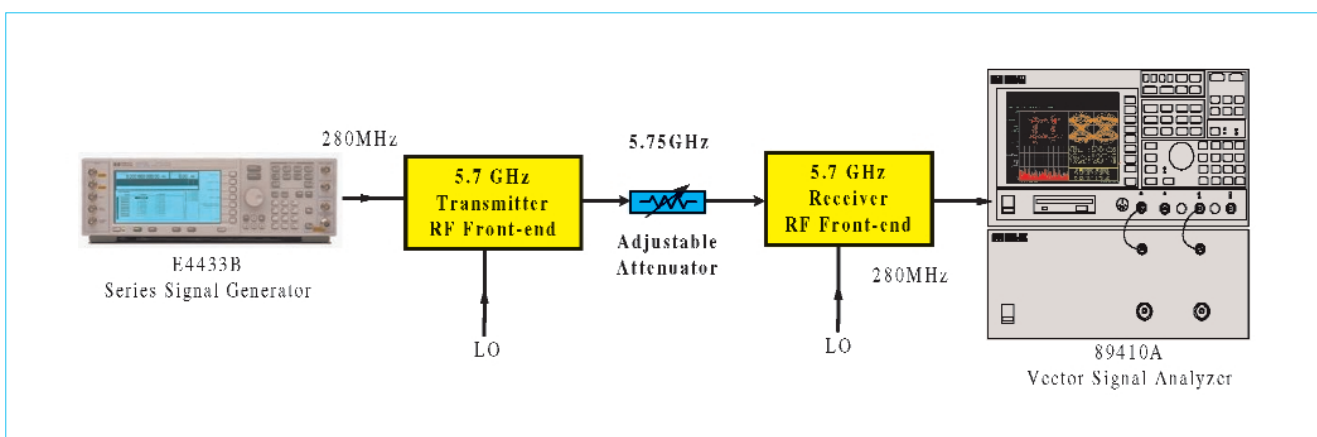 280MHz
5.75GHz
5.7 GHz
Transmitter
RF Front-end
5.7 GHz
Receiver
RF Front-end
Adjustable
Attenuator
E4433B
Series Signal Generator
280MHz
LO
LO
89410A
Vector Signal Analyzer